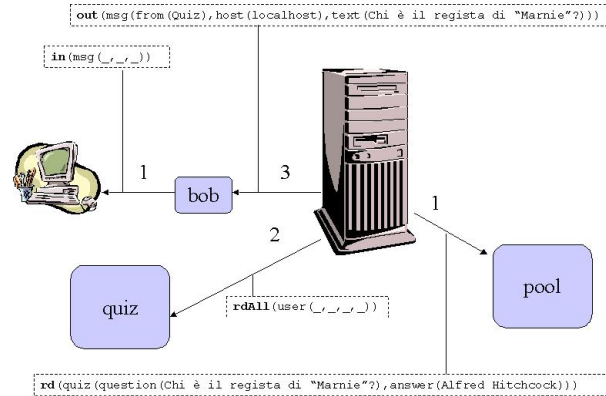 out(msg(from(Quiz),host(localhost),text(Chi è il regista di “Marnie”?)))
in(msg(_,_,_))
1
bob
3
1
2
quiz
pool
rdAll(user(_,_,_,_))
rd(quiz(question(Chi è il regista di “Marnie”?),answer(Alfred Hitchcock)))